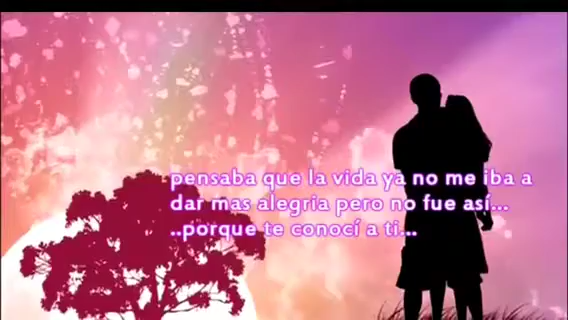 pensaba que la vida ya no me iba a
dar mas alegria pero no fue así...
..porque te conocí a ti...